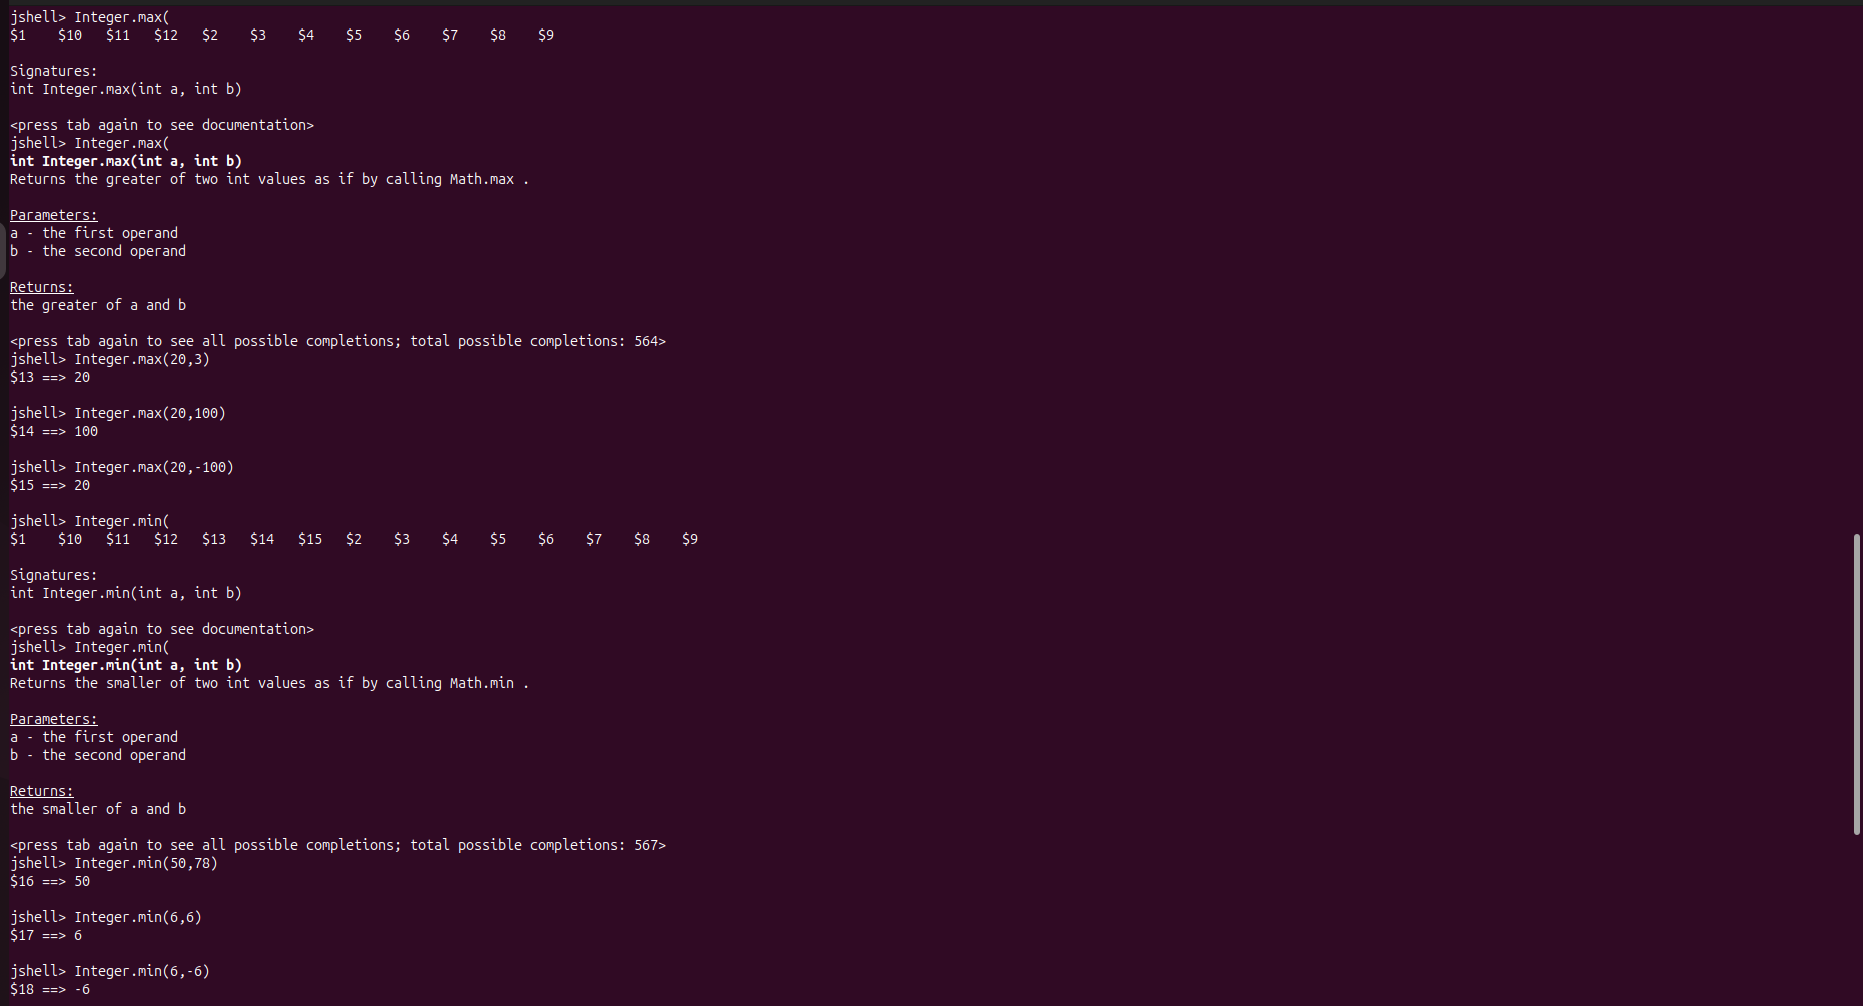 jshell> Integer.max(
$1    $10   $11   $12   $2    $3    $4    $5    $6    $7    $8    $9
Signatures:
int Integer.max(int a, int b)
<press tab again to see documentation>
jshell> Integer.max(
int Integer.max(int a, int b)
Returns the greater of two int values as if by calling Math.max .
Parameters:
a - the first operand
b - the second operand
Returns:
the greater of a and b
<press tab again to see all possible completions; total possible completions: 564>
jshell> Integer.max(20,3)
$13 ==> 20
jshell> Integer.max(20,100)
$14 ==> 100
jshell> Integer.max(20,-100)
$15 ==> 20
jshell> Integer.min(
$1    $10   $11   $12   $13   $14   $15   $2    $3    $4    $5    $6    $7    $8    $9
Signatures:
int Integer.min(int a, int b)
<press tab again to see documentation>
jshell> Integer.min(
int Integer.min(int a, int b)
Returns the smaller of two int values as if by calling Math.min .
Parameters:
a - the first operand
b - the second operand
Returns:
the smaller of a and b
<press tab again to see all possible completions; total possible completions: 567>
jshell> Integer.min(50,78)
$16 ==> 50
jshell> Integer.min(6,6)
$17 ==> 6
jshell> Integer.min(6,-6)
$18 ==> -6